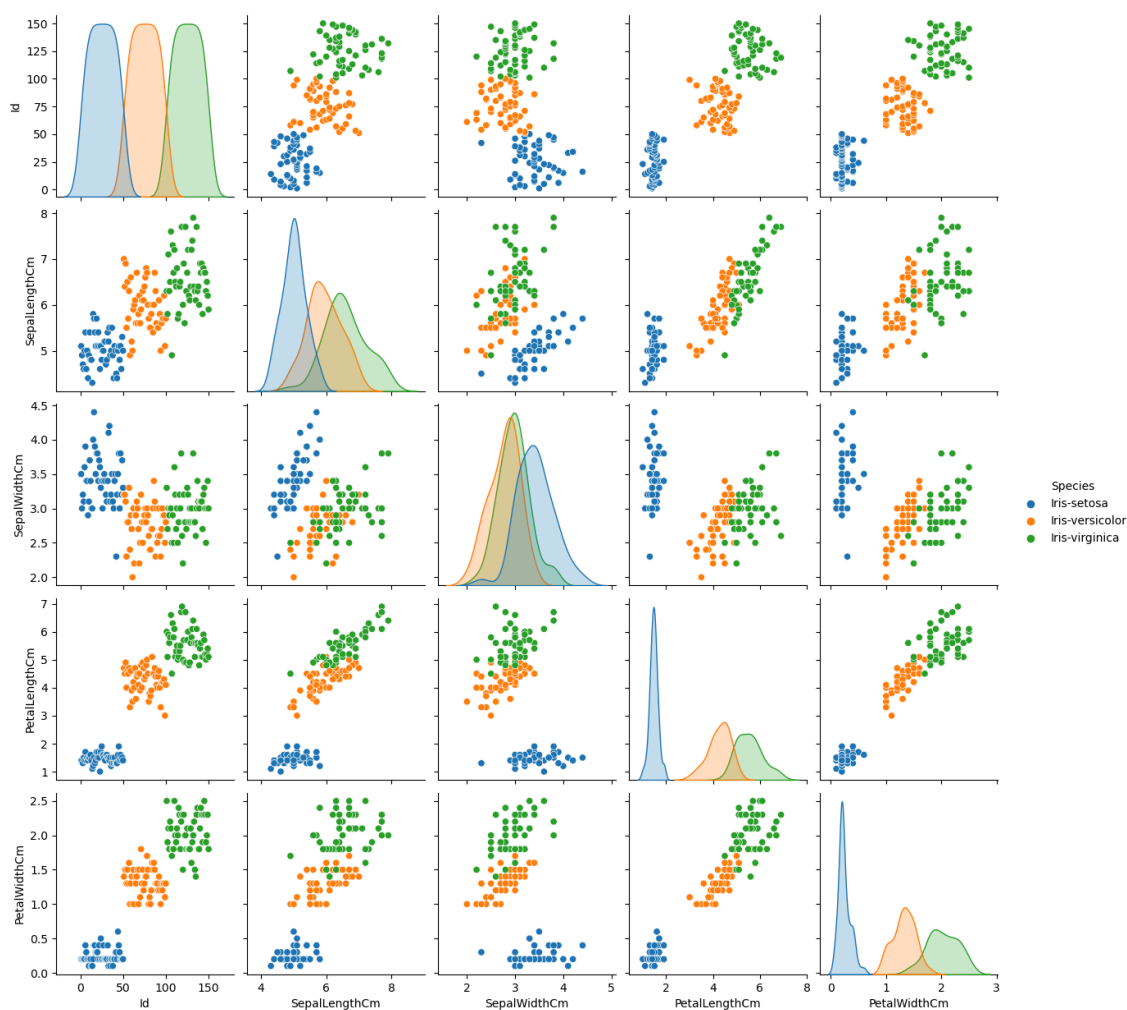 150
125
100
75
50
25
0
Id
8
7
6
5
SepalLengthCm
4.5
4.0
3.5
3.0
2.5
2.0
SepalWidthCm
Species
Iris-setosa
Iris-versicolor
Iris-virginica
7
6
5
4
3
2
1
PetalLengthCm
2.5
2.0
1.5
1.0
0.5
0.0
PetalWidthCm
0 50 100 150
Id
4 6 8
SepalLengthCm
2 3 4 5
SepalWidthCm
2 4 6 8
PetalLengthCm
0 1 2 3
PetalWidthCm